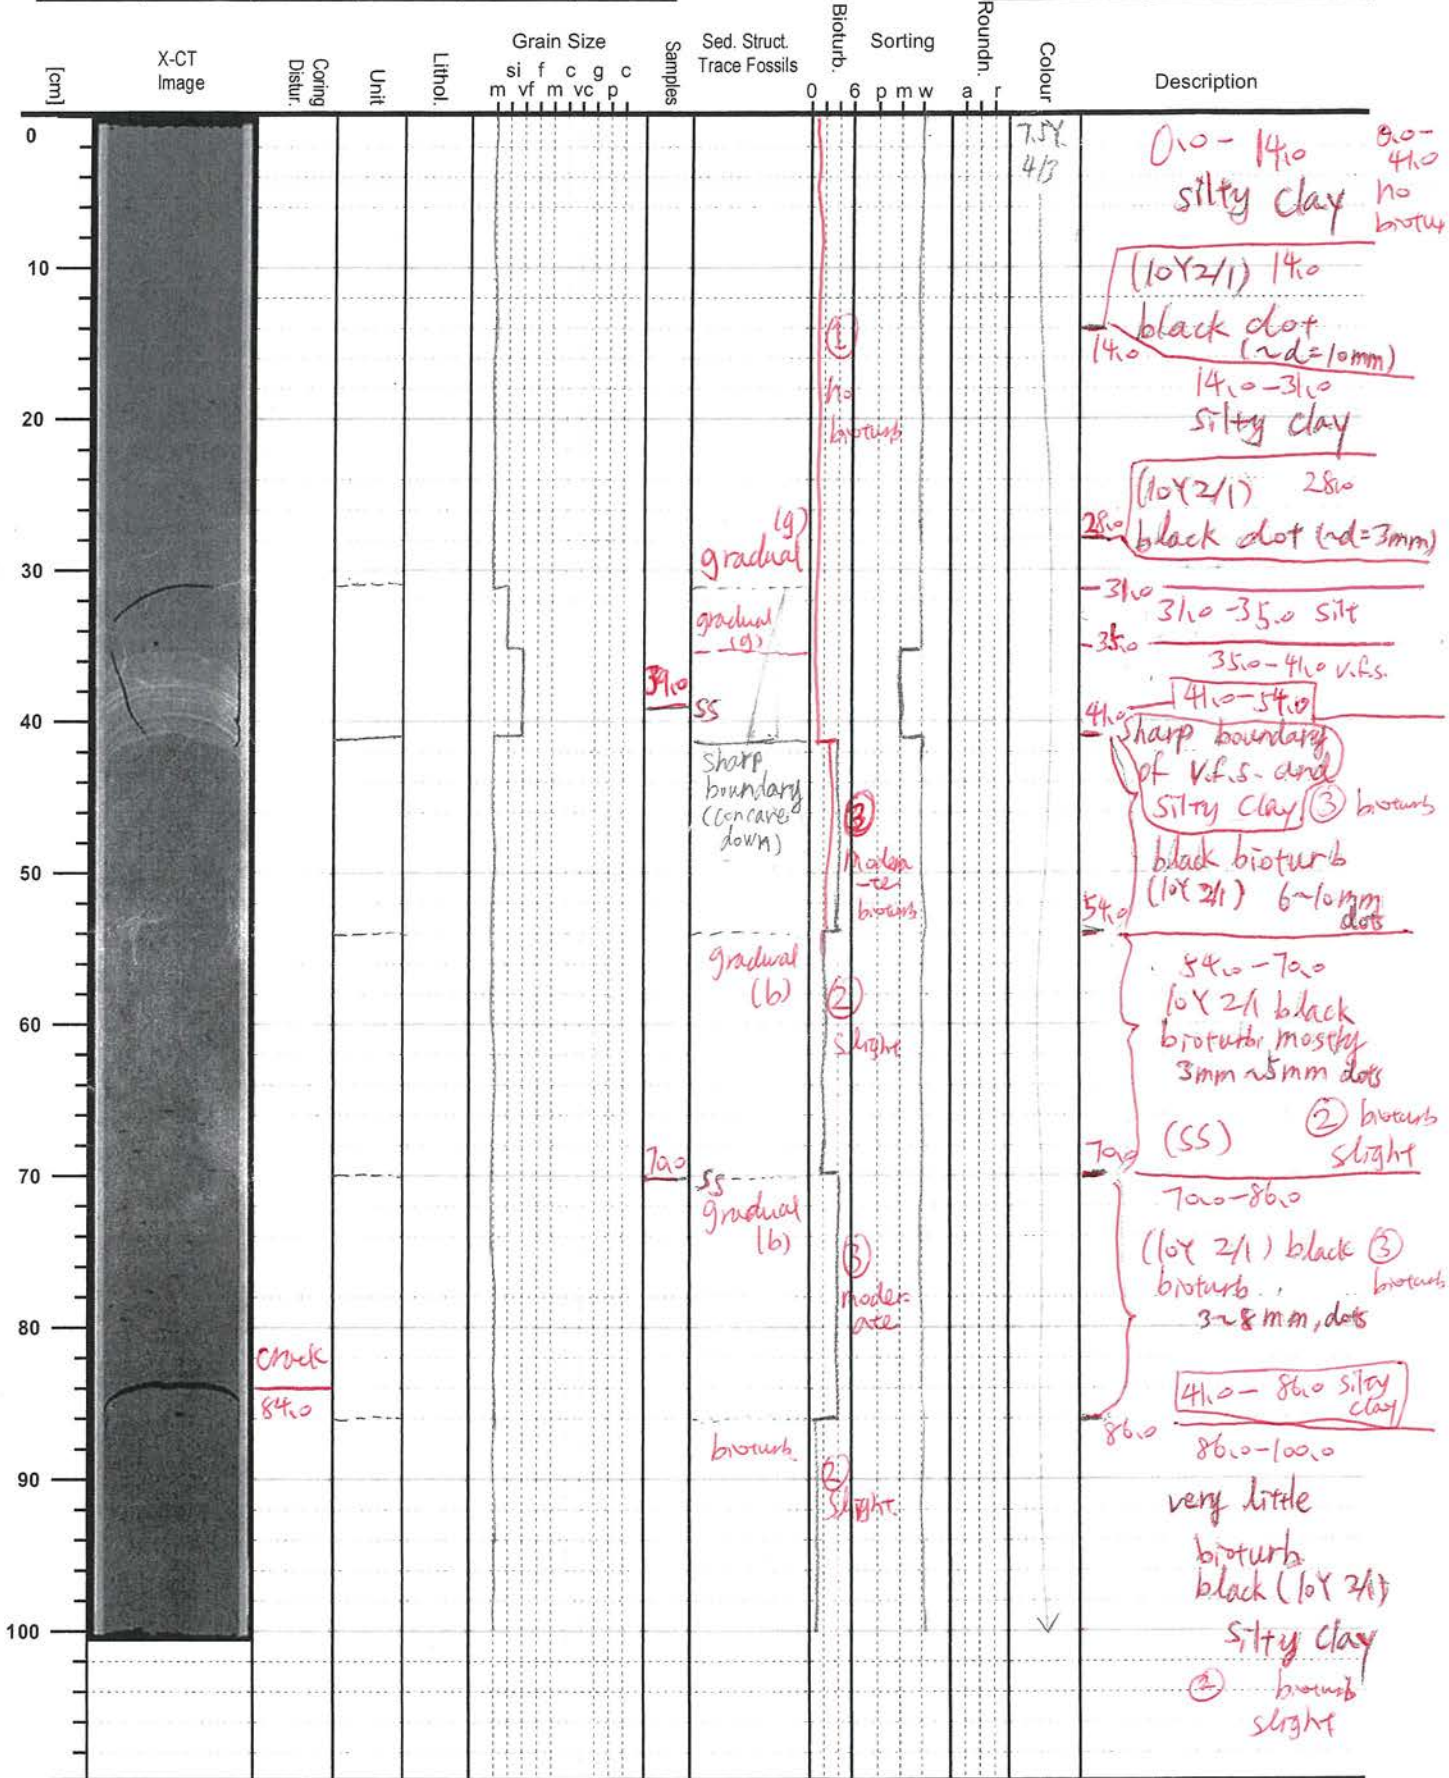 [cm]
X-CT
Image
Coring
Distur.
Unit
Lithol.
Grain Size
si f c g c
m vf m vc p
Samples
Sed. Struct.
Trace Fossils
Bioturb.
0 6
Sorting
p m w
Roundn.
a r
Colour
Description
0
10
20
30
40
50
60
70
80
90
100
crack
84.0
39.0
70.0
(g)
gradual
gradual
(g)
SS
sharp
boundary
(concave
down)
gradual
(b)
SS
gradual
(b)
bioturb.
①
no
bioturb
③
modera
-te
bioturb
②
slight
③
moder-
ate
②
slight
7.5Y
4/3
0.0 - 14.0
silty clay
0.0-
41.0
no
biotur
(10Y2/1) 14.0
black dot
(~d=10mm)
14.0
14.0-31.0
silty clay
(10Y2/1) 28.0
28.0
black dot (~d=3mm)
31.0
31.0-35.0 silt
35.0
35.0-41.0 v.f.s.
41.0-54.0
41.0
sharp boundary
of v.f.s. and
silty clay ③ bioturb
black bioturb
(10Y 2/1) 6~10mm
dots
54.0
54.0-70.0
10Y 2/1 black
bioturb. mostly
3mm~5mm dots
② bioturb
(SS)
slight
70.0
70.0-86.0
(10Y 2/1) black ③
bioturb. bioturb
3~8mm, dots
41.0-86.0 silty
clay
86.0
86.0-100.0
very little
bioturb
black (10Y 2/1)
silty clay
② bioturb
slight